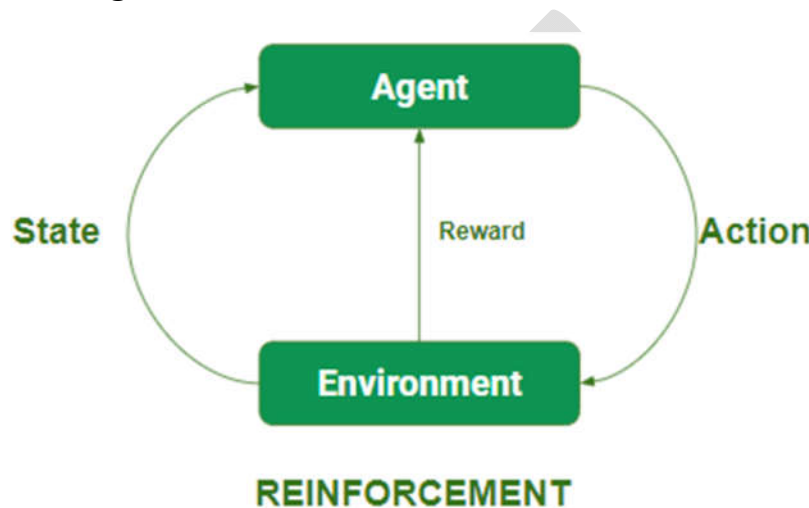 Agent
State
Reward
Action
Environment
REINFORCEMENT